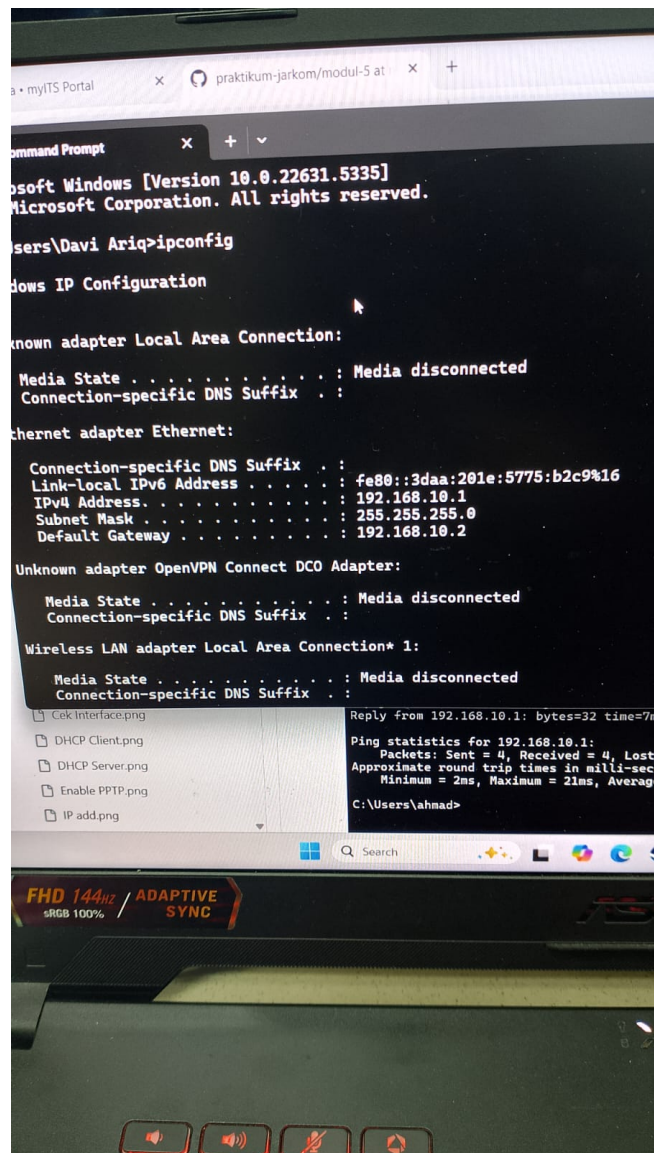 a • myITS Portal
praktikum-jarkom/modul-5 at
ommand Prompt
osoft Windows [Version 10.0.22631.5335]
Microsoft Corporation. All rights reserved.
sers\Davi Ariq>ipconfig
dows IP Configuration
known adapter Local Area Connection:
Media State . . . . . . . . . . . : Media disconnected
Connection-specific DNS Suffix  . :
thernet adapter Ethernet:
Connection-specific DNS Suffix  . :
Link-local IPv6 Address . . . . . : fe80::3daa:201e:5775:b2c9%16
IPv4 Address. . . . . . . . . . . : 192.168.10.1
Subnet Mask . . . . . . . . . . . : 255.255.255.0
Default Gateway . . . . . . . . . : 192.168.10.2
Unknown adapter OpenVPN Connect DCO Adapter:
Media State . . . . . . . . . . . : Media disconnected
Connection-specific DNS Suffix  . :
Wireless LAN adapter Local Area Connection* 1:
Media State . . . . . . . . . . . : Media disconnected
Connection-specific DNS Suffix  . :
Cek Interface.png
DHCP Client.png
DHCP Server.png
Enable PPTP.png
IP add.png
Reply from 192.168.10.1: bytes=32 time=7m
Ping statistics for 192.168.10.1:
Packets: Sent = 4, Received = 4, Lost
Approximate round trip times in milli-sec
Minimum = 2ms, Maximum = 21ms, Averag
C:\Users\ahmad>
Search
FHD 144HZ / ADAPTIVE
sRGB 100% / SYNC